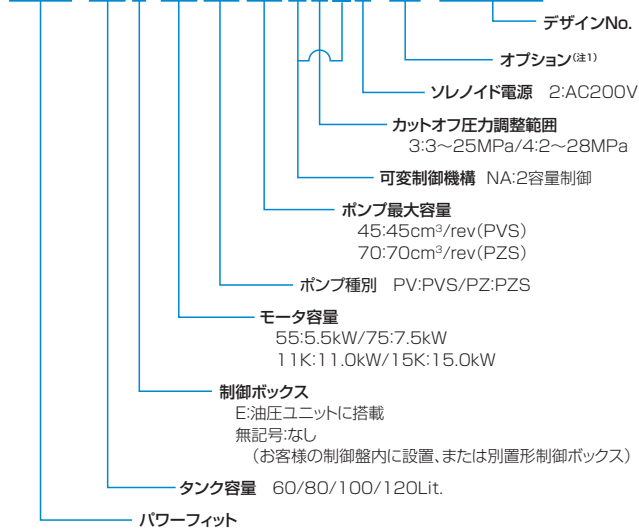 デザインNo.
オプション(注1)
ソレノイド電源 2:AC200V
カットオフ圧力調整範囲
3:3～25MPa/4:2～28MPa
可変制御機構 NA:2容量制御
ポンプ最大容量
45:45cm³/rev(PVS)
70:70cm³/rev(PZS)
ポンプ種別 PV:PVS/PZ:PZS
モータ容量
55:5.5kW/75:7.5kW
11K:11.0kW/15K:15.0kW
制御ボックス
E:油圧ユニットに搭載
無記号:なし
(お客様の制御盤内に設置、または別置形制御ボックス)
タンク容量 60/80/100/120Lit.
パワーフィット